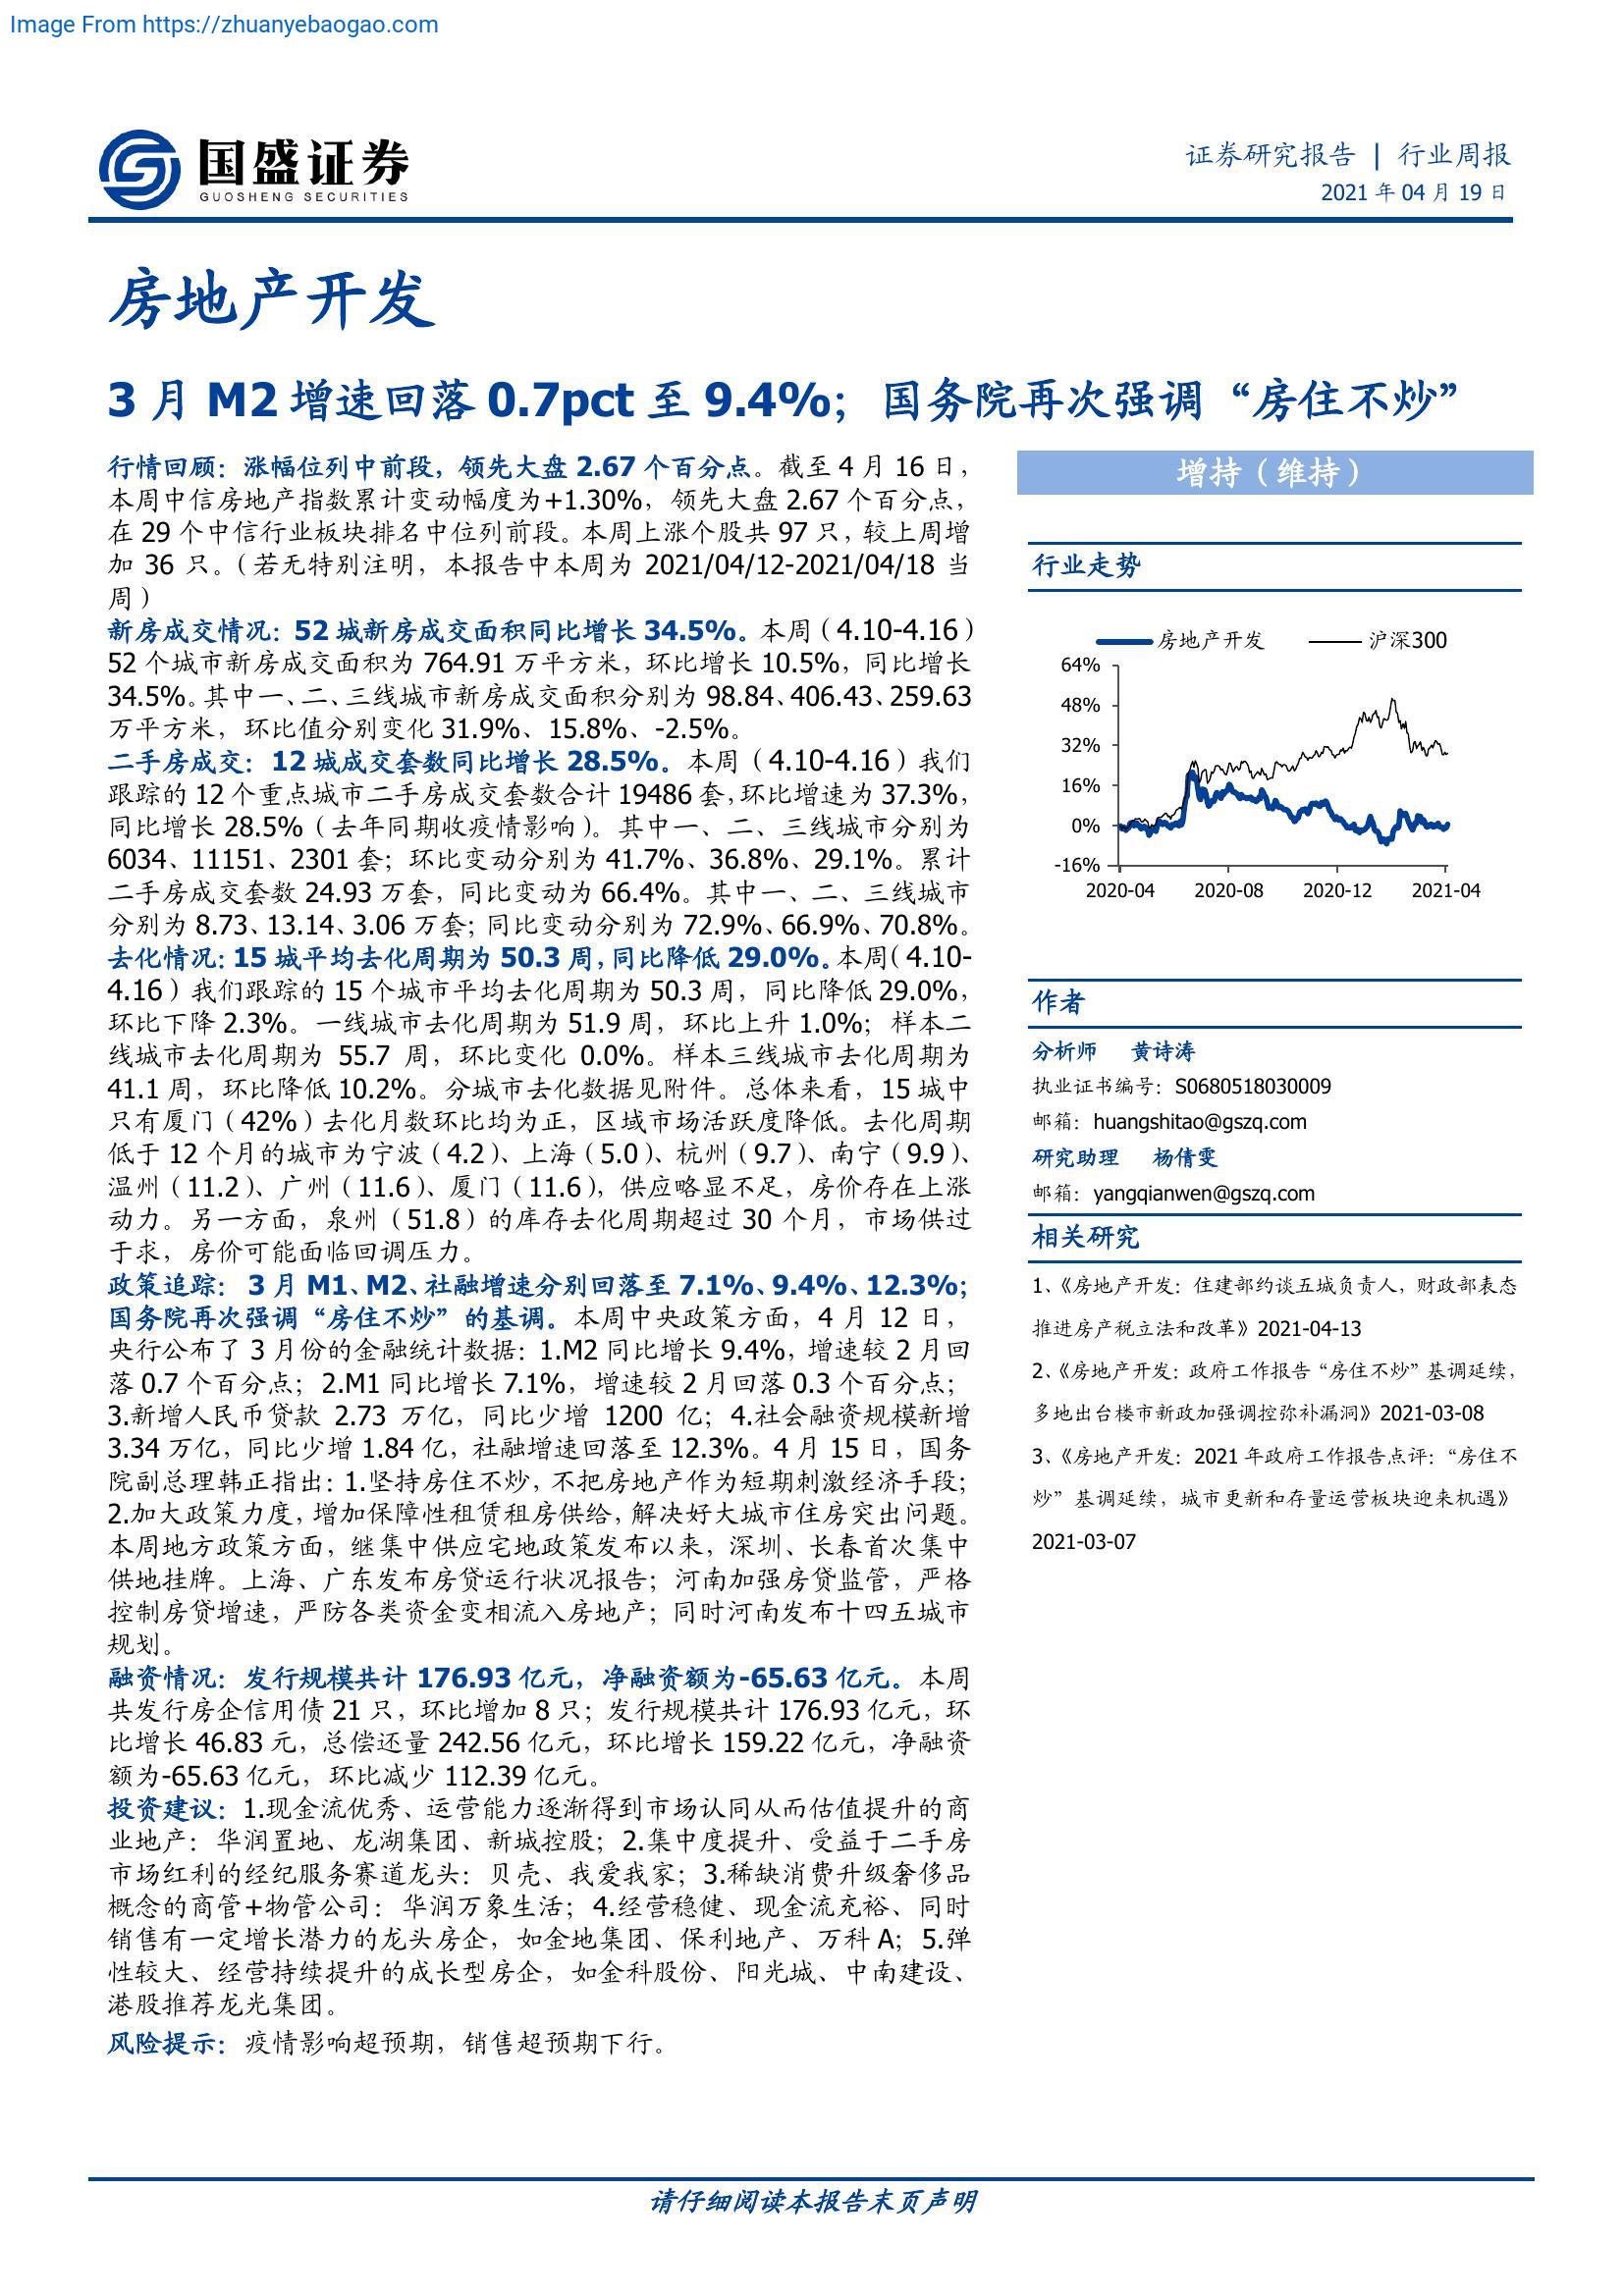 Image From https://zhuanyebaogao.com
国盛证券
GUOSHENG SECURITIES
证券研究报告 | 行业周报
2021 年 04 月 19 日
房地产开发
3 月 M2 增速回落 0.7pct 至 9.4%；国务院再次强调“房住不炒”
行情回顾：涨幅位列中前段，领先大盘 2.67 个百分点。截至 4 月 16 日，
本周中信房地产指数累计变动幅度为+1.30%，领先大盘 2.67 个百分点，
在 29 个中信行业板块排名中位列前段。本周上涨个股共 97 只，较上周增
加 36 只。（若无特别注明，本报告中本周为 2021/04/12-2021/04/18 当
周）
新房成交情况：52 城新房成交面积同比增长 34.5%。本周（4.10-4.16）
52 个城市新房成交面积为 764.91 万平方米，环比增长 10.5%，同比增长
34.5%。其中一、二、三线城市新房成交面积分别为 98.84、406.43、259.63
万平方米，环比值分别变化 31.9%、15.8%、-2.5%。
二手房成交：12 城成交套数同比增长 28.5%。本周（4.10-4.16）我们
跟踪的 12 个重点城市二手房成交套数合计 19486 套，环比增速为 37.3%，
同比增长 28.5%（去年同期收疫情影响）。其中一、二、三线城市分别为
6034、11151、2301 套；环比变动分别为 41.7%、36.8%、29.1%。累计
二手房成交套数 24.93 万套，同比变动为 66.4%。其中一、二、三线城市
分别为 8.73、13.14、3.06 万套；同比变动分别为 72.9%、66.9%、70.8%。
去化情况：15 城平均去化周期为 50.3 周，同比降低 29.0%。本周（4.10-
4.16）我们跟踪的 15 个城市平均去化周期为 50.3 周，同比降低 29.0%，
环比下降 2.3%。一线城市去化周期为 51.9 周，环比上升 1.0%；样本二
线城市去化周期为 55.7 周，环比变化 0.0%。样本三线城市去化周期为
41.1 周，环比降低 10.2%。分城市去化数据见附件。总体来看，15 城中
只有厦门（42%）去化月数环比均为正，区域市场活跃度降低。去化周期
低于 12 个月的城市为宁波（4.2）、上海（5.0）、杭州（9.7）、南宁（9.9）、
温州（11.2）、广州（11.6）、厦门（11.6），供应略显不足，房价存在上涨
动力。另一方面，泉州（51.8）的库存去化周期超过 30 个月，市场供过
于求，房价可能面临回调压力。
政策追踪： 3 月 M1、M2、社融增速分别回落至 7.1%、9.4%、12.3%；
国务院再次强调“房住不炒”的基调。本周中央政策方面，4 月 12 日，
央行公布了 3 月份的金融统计数据：1.M2 同比增长 9.4%，增速较 2 月回
落 0.7 个百分点；2.M1 同比增长 7.1%，增速较 2 月回落 0.3 个百分点；
3.新增人民币贷款 2.73 万亿，同比少增 1200 亿；4.社会融资规模新增
3.34 万亿，同比少增 1.84 亿，社融增速回落至 12.3%。4 月 15 日，国务
院副总理韩正指出：1.坚持房住不炒，不把房地产作为短期刺激经济手段；
2.加大政策力度，增加保障性租赁租房供给，解决好大城市住房突出问题。
本周地方政策方面，继集中供应宅地政策发布以来，深圳、长春首次集中
供地挂牌。上海、广东发布房贷运行状况报告；河南加强房贷监管，严格
控制房贷增速，严防各类资金变相流入房地产；同时河南发布十四五城市
规划。
融资情况：发行规模共计 176.93 亿元，净融资额为-65.63 亿元。本周
共发行房企信用债 21 只，环比增加 8 只；发行规模共计 176.93 亿元，环
比增长 46.83 元，总偿还量 242.56 亿元，环比增长 159.22 亿元，净融资
额为-65.63 亿元，环比减少 112.39 亿元。
投资建议：1.现金流优秀、运营能力逐渐得到市场认同从而估值提升的商
业地产：华润置地、龙湖集团、新城控股；2.集中度提升、受益于二手房
市场红利的经纪服务赛道龙头：贝壳、我爱我家；3.稀缺消费升级奢侈品
概念的商管+物管公司：华润万象生活；4.经营稳健、现金流充裕、同时
销售有一定增长潜力的龙头房企，如金地集团、保利地产、万科 A；5.弹
性较大、经营持续提升的成长型房企，如金科股份、阳光城、中南建设、
港股推荐龙光集团。
风险提示：疫情影响超预期，销售超预期下行。
增持（维持）
行业走势
房地产开发 沪深300
64%
48%
32%
16%
0%
-16%
2020-04 2020-08 2020-12 2021-04
作者
分析师 黄诗涛
执业证书编号：S0680518030009
邮箱：huangshitao@gszq.com
研究助理 杨倩雯
邮箱：yangqianwen@gszq.com
相关研究
1、《房地产开发：住建部约谈五城负责人，财政部表态
推进房产税立法和改革》2021-04-13
2、《房地产开发：政府工作报告“房住不炒”基调延续，
多地出台楼市新政加强调控弥补漏洞》2021-03-08
3、《房地产开发：2021 年政府工作报告点评：“房住不
炒”基调延续，城市更新和存量运营板块迎来机遇》
2021-03-07
请仔细阅读本报告末页声明